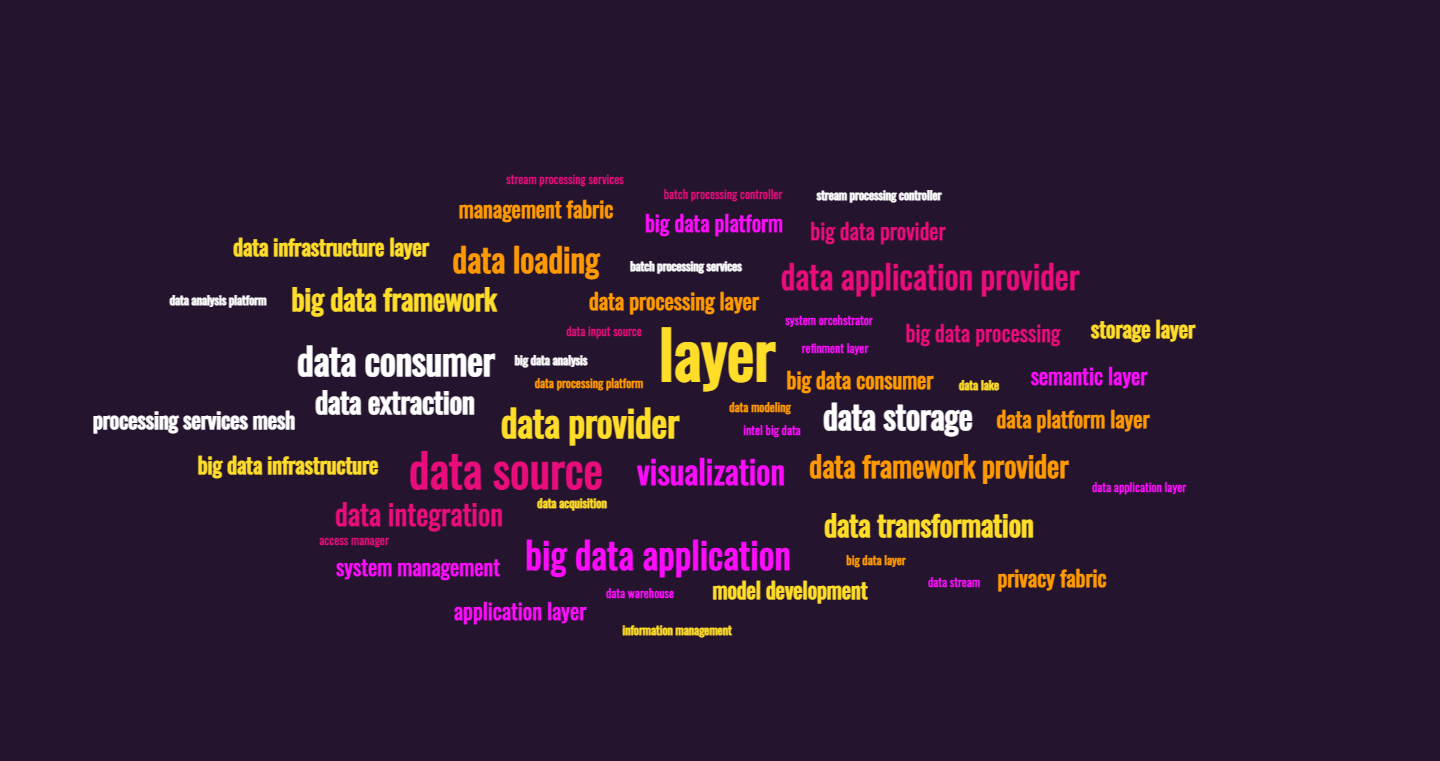 stream processing services
batch processing controller
stream processing controller
management fabric
big data platform
big data provider
data infrastructure layer
data loading
batch processing services
data application provider
data analysis platform
big data framework
data processing layer
system orcehstrator
data input source
big data processing
storage layer
layer
refinment layer
data consumer
big data analysis
data processing platform
big data consumer
data lake
semantic layer
data extraction
data modeling
processing services mesh
data provider
intel big data
data storage
data platform layer
big data infrastructure
data source
visualization
data framework provider
data application layer
data acquisition
data integration
data transformation
access manager
big data application
big data layer
system management
data stream
privacy fabric
data warehouse
model development
application layer
information management